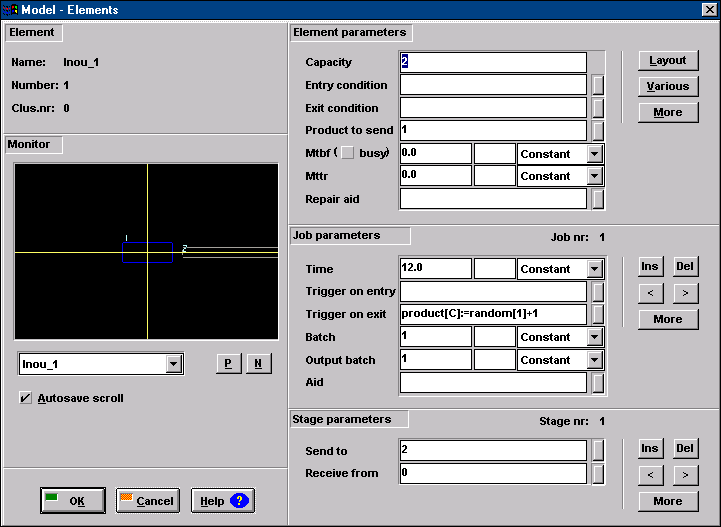 Model - Elements
Element
Name: Inou_1
Number: 1
Clus.nr: 0
Monitor
Inou_1
P N
Autosave scroll
OK Cancel Help ?
Element parameters
Capacity 2
Entry condition
Exit condition
Product to send 1
Mtbf ( busy) 0.0 Constant
Mttr 0.0 Constant
Repair aid
Layout
Various
More
Job parameters Job nr: 1
Time 12.0 Constant
Trigger on entry
Trigger on exit product[C]:=random[1]+1
Batch 1 Constant
Output batch 1 Constant
Aid
Ins Del
< >
More
Stage parameters Stage nr: 1
Send to 2
Receive from 0
Ins Del
< >
More